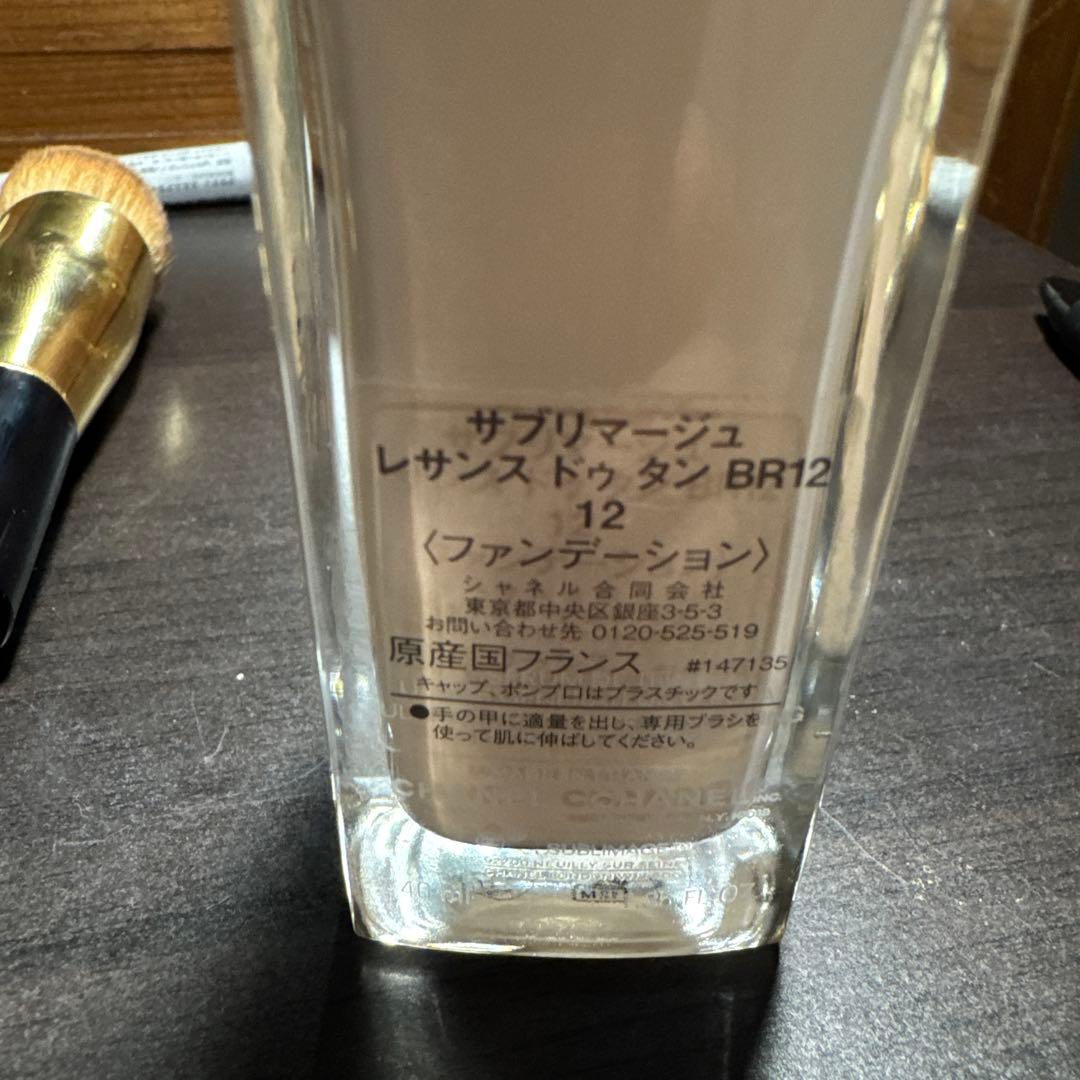 サブリマージュ
レサンス ドゥ タン BR12
12
〈ファンデーション〉
シャネル合同会社
東京都中央区銀座3-5-3
お問い合わせ先 0120-525-519
原産国フランス #147135
キャップ、ポンプ口はプラスチックです
●手の甲に適量を出し、専用ブラシを
使って肌に伸ばしてください。
CHANEL
SUBLIMAGE